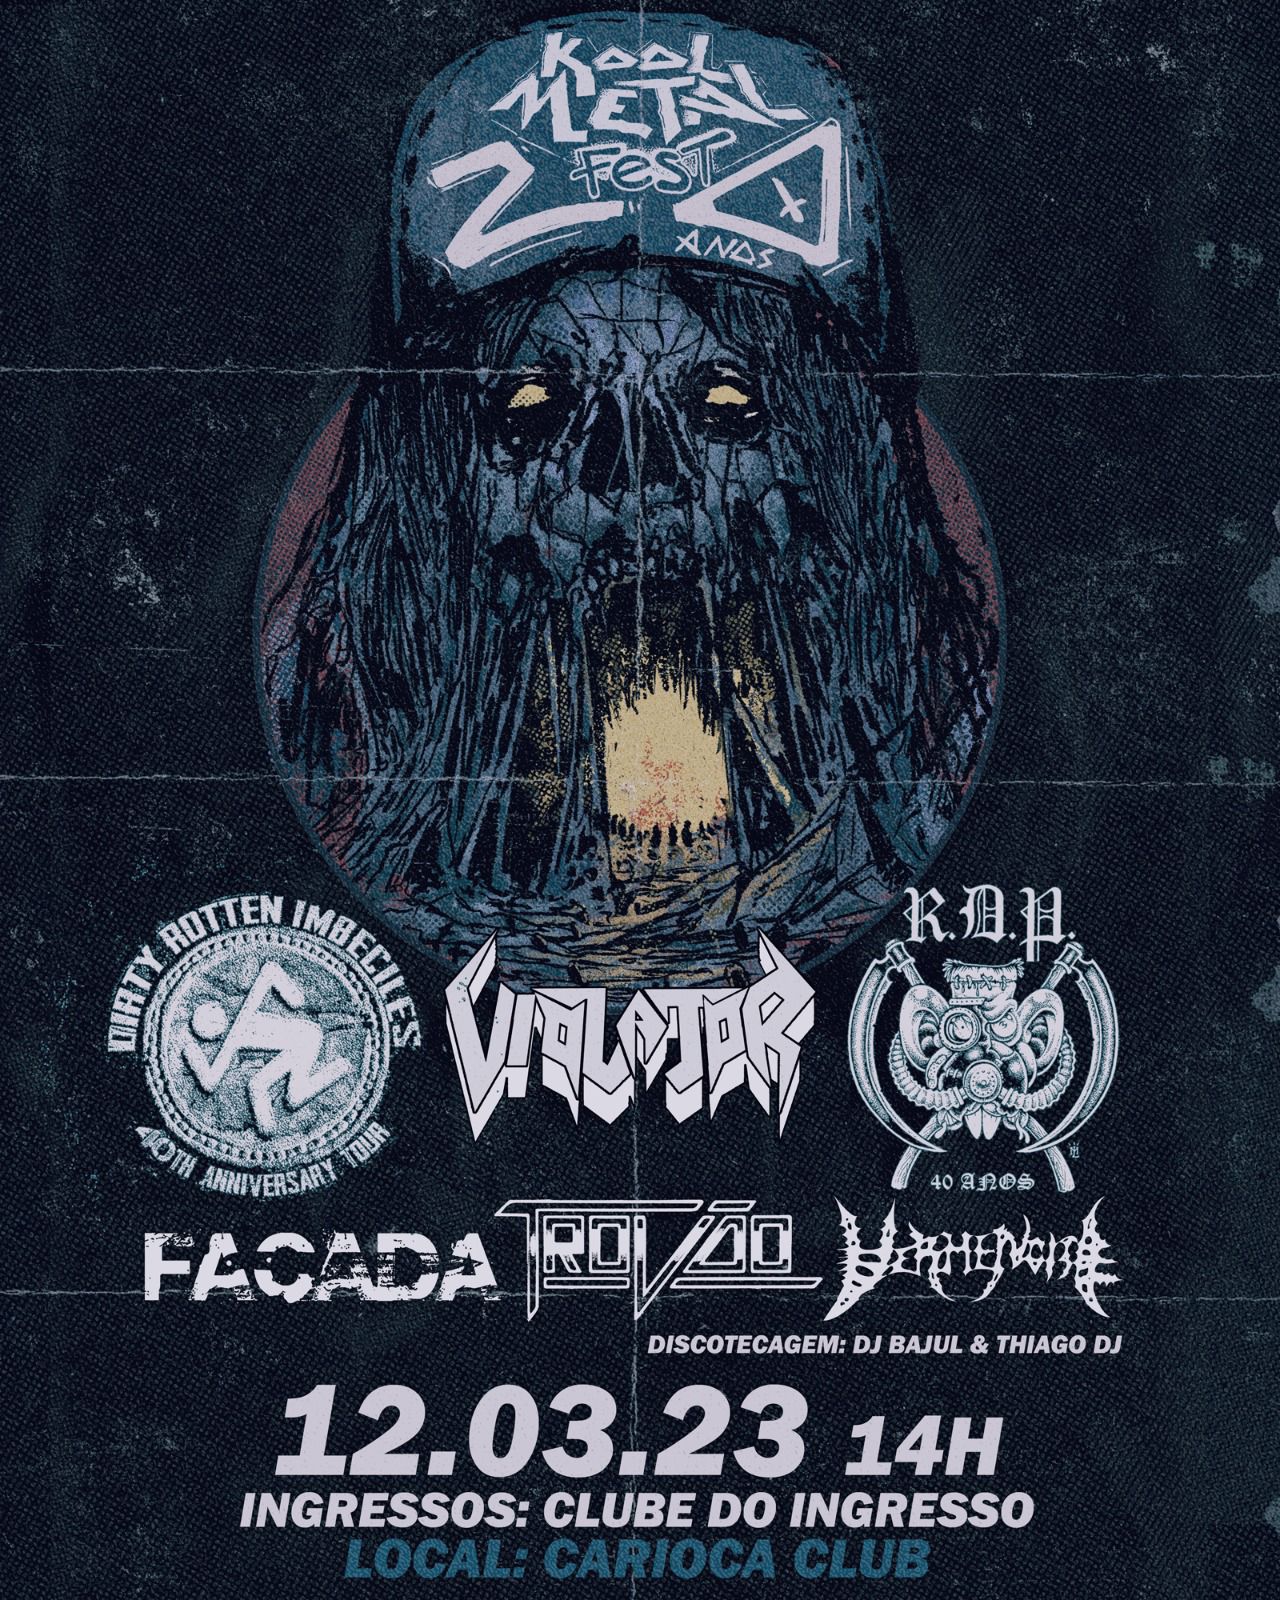 KOOL
METAL
FEST
20
ANOS
DIRTY ROTTEN IMBECILES
40TH ANNIVERSARY TOUR
VIOLATOR
R.D.P.
40 ANOS
FACADA
TROVÃO
VERMENOISE
DISCOTECAGEM: DJ BAJUL & THIAGO DJ
12.03.23 14H
INGRESSOS: CLUBE DO INGRESSO
LOCAL: CARIOCA CLUB